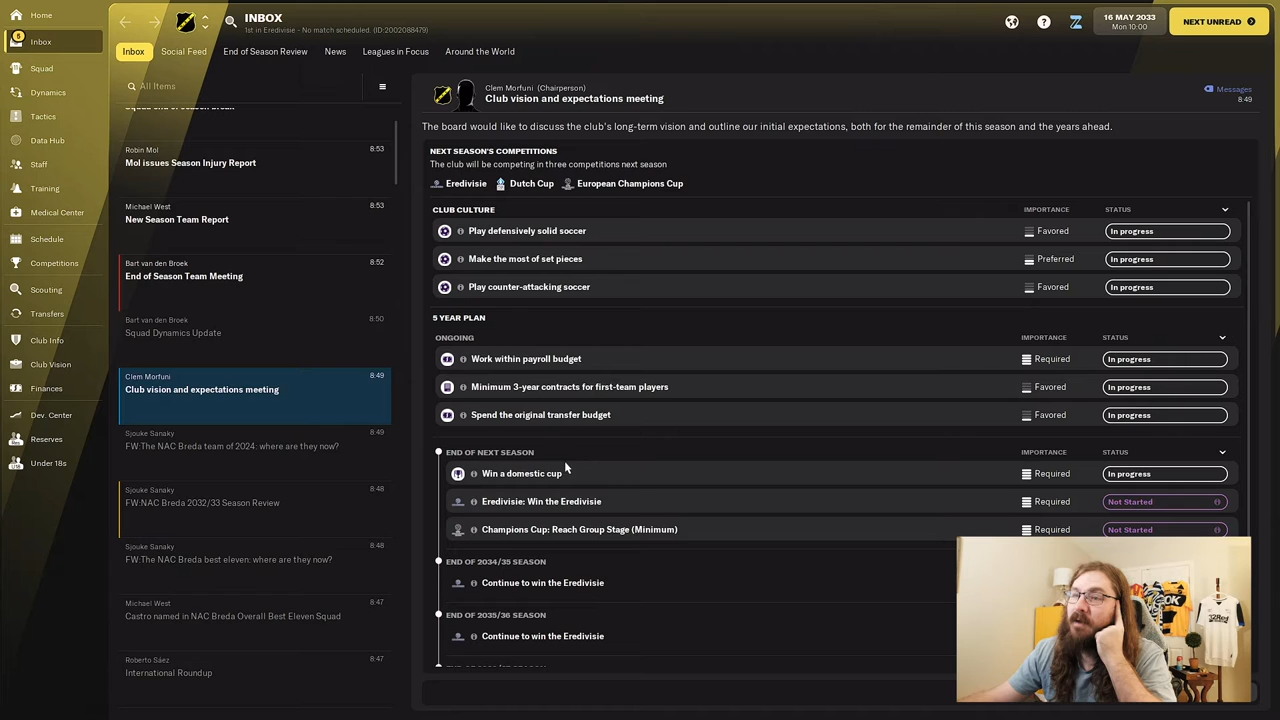 Home
6
Inbox
Squad
Dynamics
Tactics
Data Hub
Staff
Training
Medical Center
Schedule
Competitions
Scouting
Transfers
Club Info
Club Vision
Finances
Dev. Center
Reserves
Under 18s
INBOX
1st in Eredivisie - No match scheduled. (ID:2002088479)
16 MAY 2033
Mon 10:00
NEXT UNREAD
Inbox
Social Feed
End of Season Review
News
Leagues in Focus
Around the World
All Items
Squad end of season break
Robin Mol
8:53
Mol issues Season Injury Report
Michael West
8:53
New Season Team Report
Bart van den Broek
8:52
End of Season Team Meeting
Bart van den Broek
8:50
Squad Dynamics Update
Clem Morfuni
8:49
Club vision and expectations meeting
Sjouke Sanaky
8:49
FW:The NAC Breda team of 2024: where are they now?
Sjouke Sanaky
8:48
FW:NAC Breda 2032/33 Season Review
Sjouke Sanaky
8:48
FW:The NAC Breda best eleven: where are they now?
Michael West
8:47
Castro named in NAC Breda Overall Best Eleven Squad
Roberto Sáez
8:47
International Roundup
Clem Morfuni (Chairperson)
Club vision and expectations meeting
Messages
8:49
The board would like to discuss the club's long-term vision and outline our initial expectations, both for the remainder of this season and the years ahead.
NEXT SEASON'S COMPETITIONS
The club will be competing in three competitions next season
Eredivisie
Dutch Cup
European Champions Cup
CLUB CULTURE
IMPORTANCE
STATUS
Play defensively solid soccer
Favored
In progress
Make the most of set pieces
Preferred
In progress
Play counter-attacking soccer
Favored
In progress
5 YEAR PLAN
ONGOING
IMPORTANCE
STATUS
Work within payroll budget
Required
In progress
Minimum 3-year contracts for first-team players
Favored
In progress
Spend the original transfer budget
Favored
In progress
END OF NEXT SEASON
IMPORTANCE
STATUS
Win a domestic cup
Required
In progress
Eredivisie: Win the Eredivisie
Required
Not Started
Champions Cup: Reach Group Stage (Minimum)
Required
Not Started
END OF 2034/35 SEASON
Continue to win the Eredivisie
END OF 2035/36 SEASON
Continue to win the Eredivisie
32Red